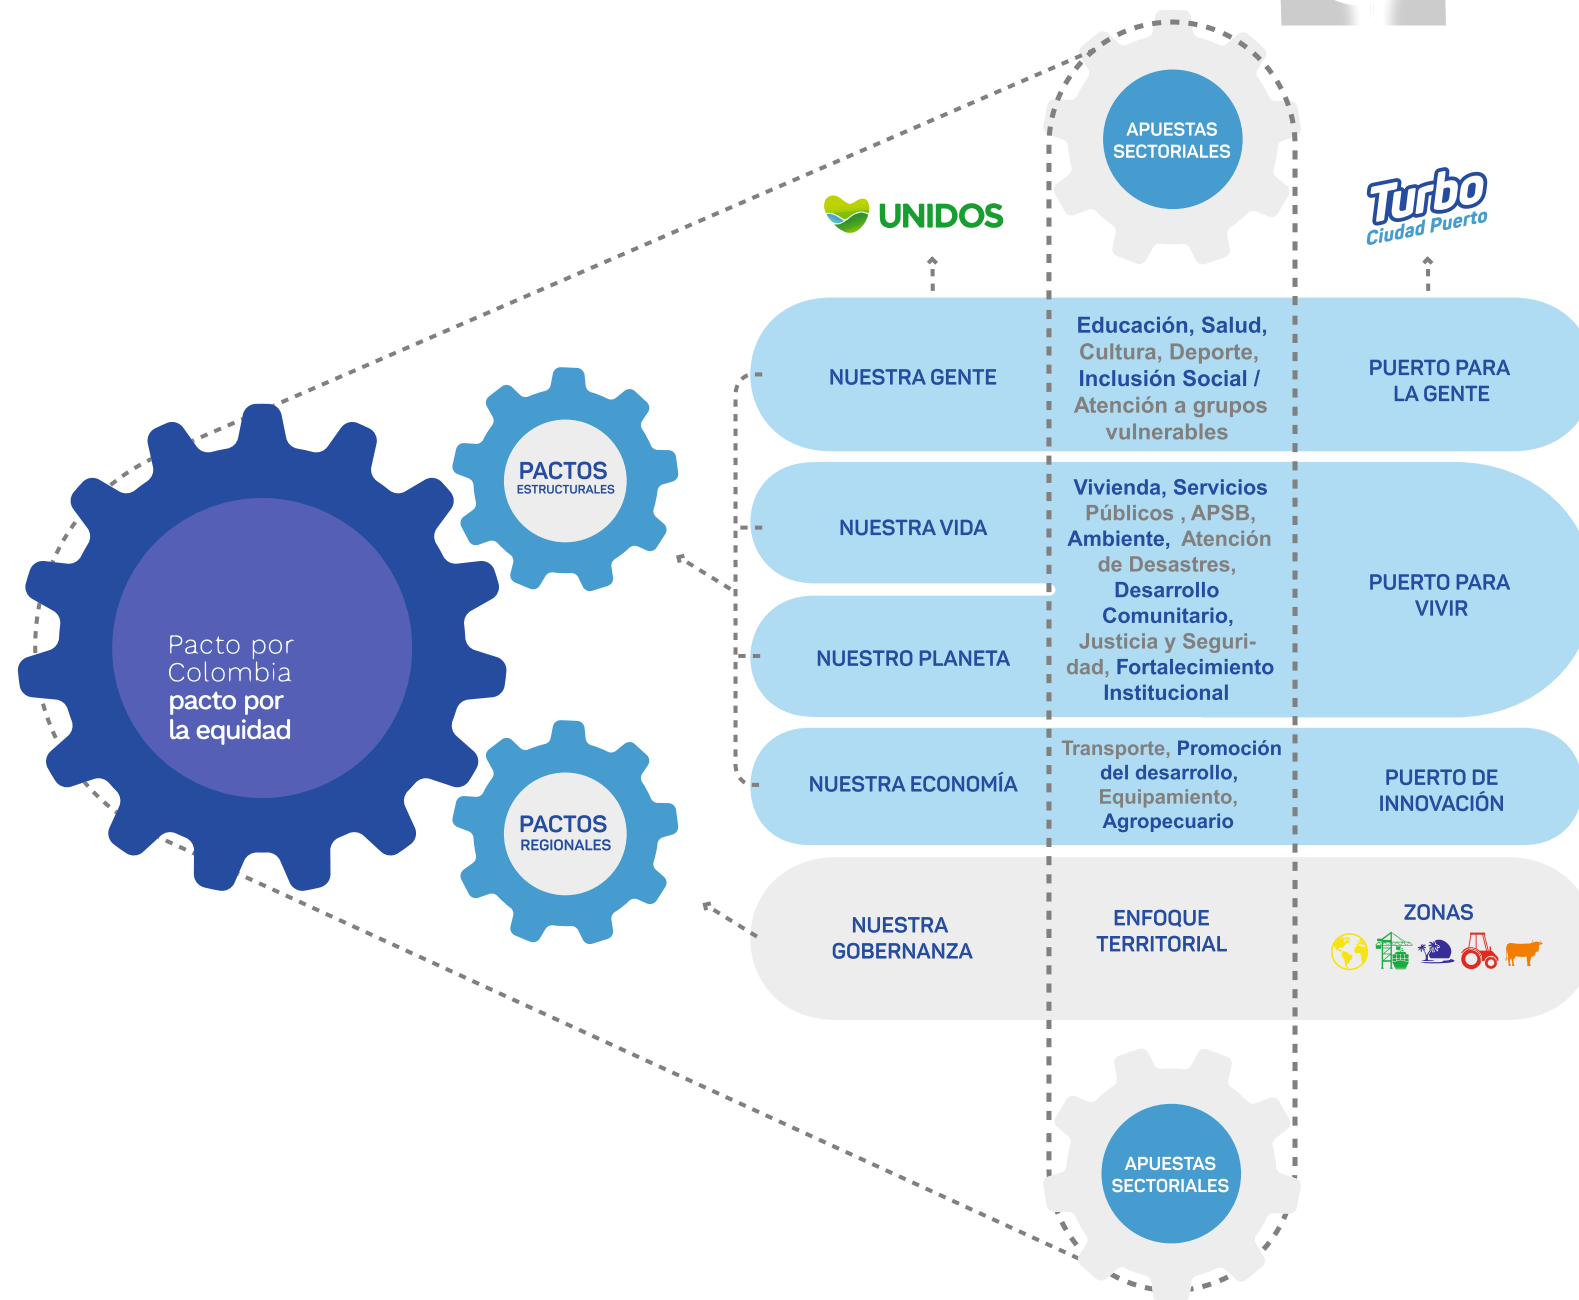 APUESTAS
SECTORIALES
UNIDOS
Turbo
Ciudad Puerto
Pacto por
Colombia
pacto por
la equidad
PACTOS
ESTRUCTURALES
PACTOS
REGIONALES
NUESTRA GENTE
Educación, Salud,
Cultura, Deporte,
Inclusión Social /
Atención a grupos
vulnerables
PUERTO PARA
LA GENTE
NUESTRA VIDA
NUESTRO PLANETA
Vivienda, Servicios
Públicos , APSB,
Ambiente, Atención
de Desastres,
Desarrollo
Comunitario,
Justicia y Seguri-
dad, Fortalecimiento
Institucional
PUERTO PARA
VIVIR
NUESTRA ECONOMÍA
Transporte, Promoción
del desarrollo,
Equipamiento,
Agropecuario
PUERTO DE
INNOVACIÓN
NUESTRA
GOBERNANZA
ENFOQUE
TERRITORIAL
ZONAS
APUESTAS
SECTORIALES